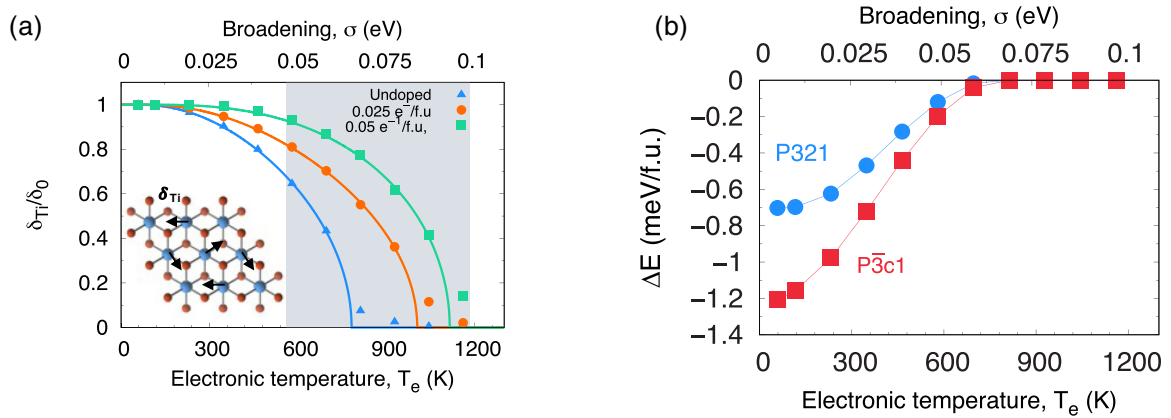 (a)
Broadening, σ (eV)
0 0.025 0.05 0.075 0.1
Undoped
0.025 e⁻/f.u
0.05 e⁻¹/f.u,
1
0.8
0.6
0.4
0.2
0
δTi/δ0
δTi
0 300 600 900 1200
Electronic temperature, Te (K)
(b)
Broadening, σ (eV)
0 0.025 0.05 0.075 0.1
0
−0.2
−0.4
−0.6
−0.8
−1
−1.2
−1.4
ΔE (meV/f.u.)
P321
P3̅c1
0 300 600 900 1200
Electronic temperature, Te (K)